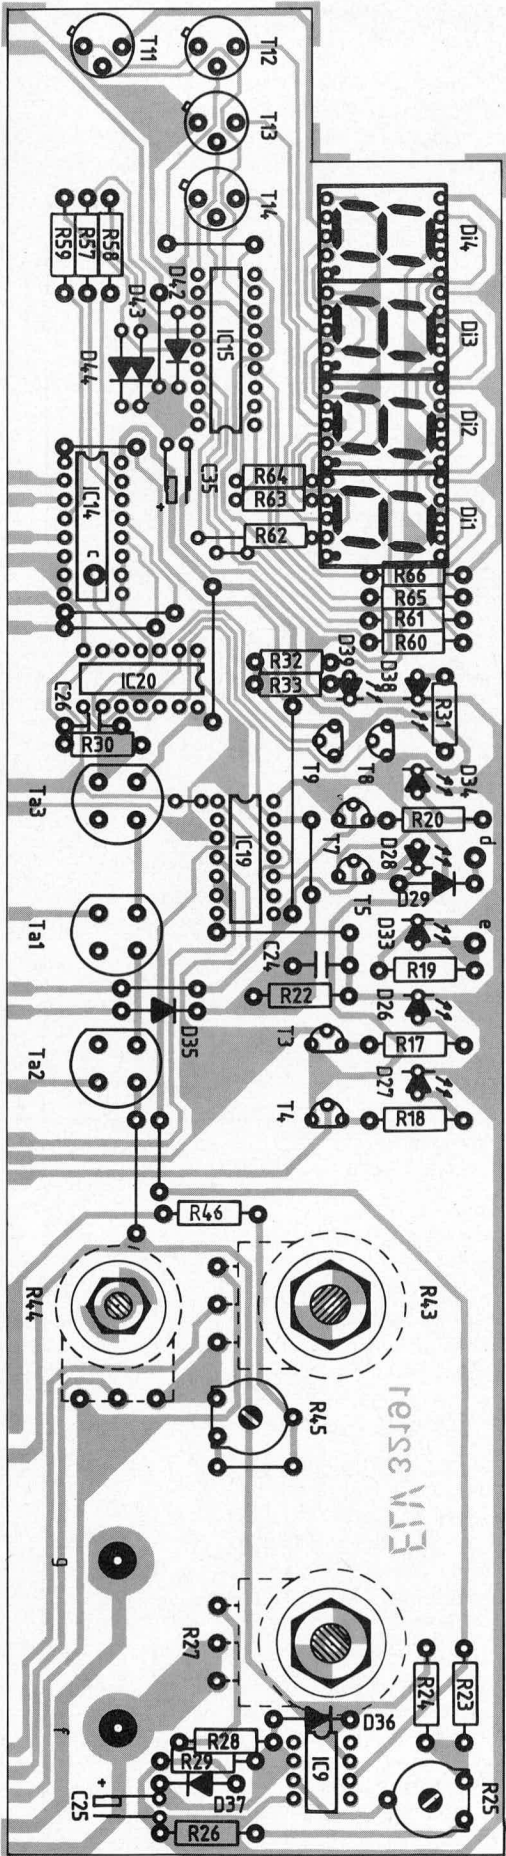 T11
T12
T13
T14
R59
R57
R58
D43
D42
D44
IC15
Di4
Di3
Di2
Di1
C35
+
R64
R63
R62
IC14
c
R66
R65
R61
R60
IC20
C26
R30
R32
R33
D39
D38
R31
T9
T8
D34
Ta3
IC19
R20
T7
D28
d
D29
T5
Ta1
D33
e
C24
R19
R22
D26
D35
T3
R17
Ta2
D27
T4
R18
R46
R44
R43
R45
ELV 32191
g
R27
R24
R23
f
D36
R28
R29
IC9
D37
R25
+
C25
R26